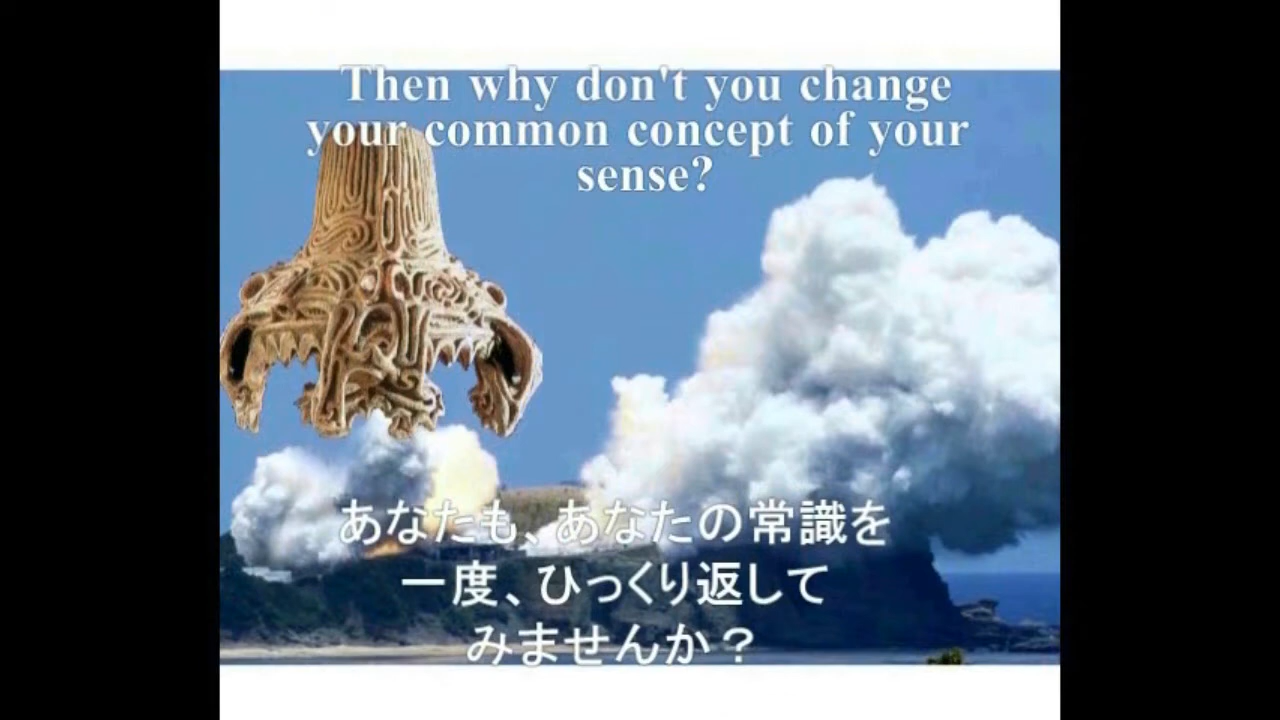 Then why don't you change
your common concept of your
sense?
あなたも、あなたの常識を
一度、ひっくり返して
みませんか？